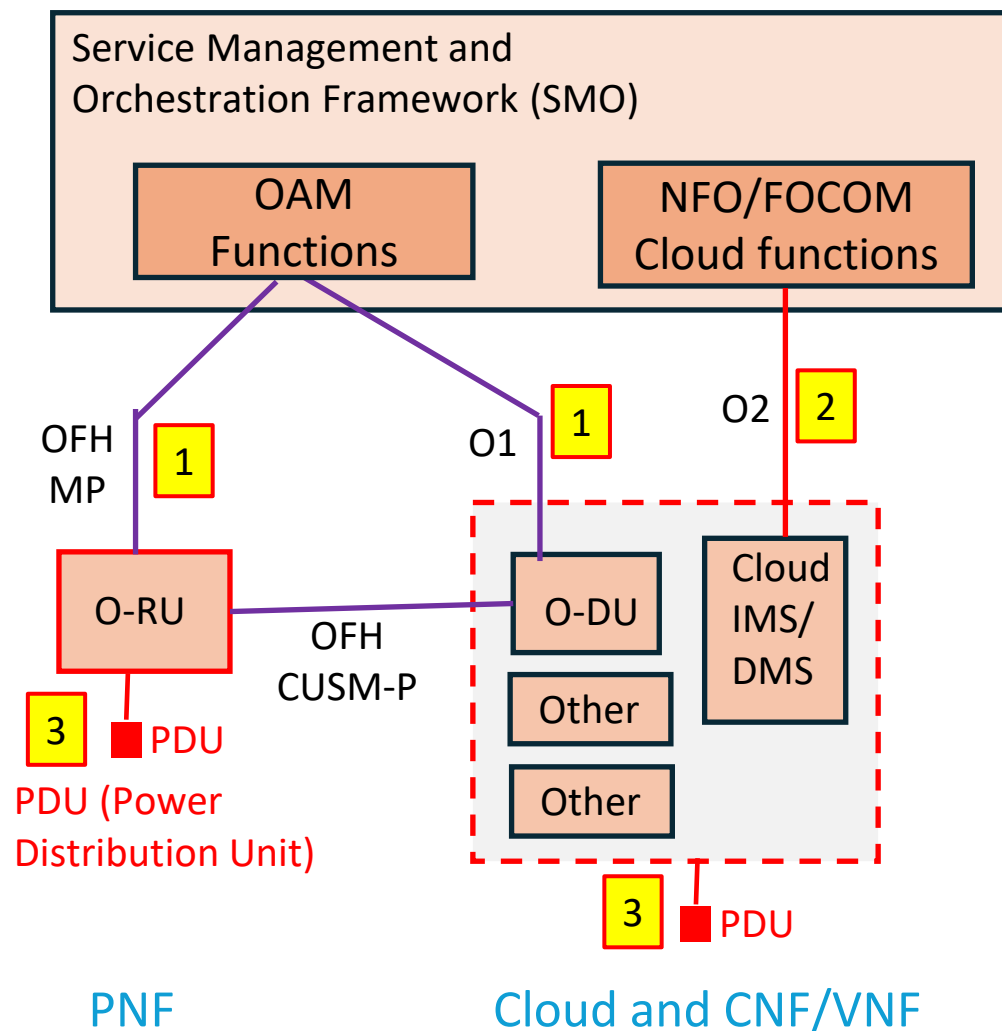 Service Management and
Orchestration Framework (SMO)
OAM
Functions
NFO/FOCOM
Cloud functions
OFH
MP
1
O1
1
O2
2
O-RU
OFH
CUSM-P
O-DU
Other
Other
Cloud
IMS/
DMS
3
PDU
PDU (Power
Distribution Unit)
3
PDU
PNF
Cloud and CNF/VNF